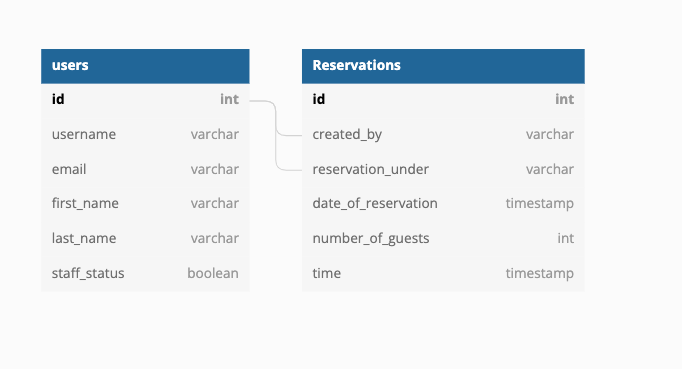 users
id int
username varchar
email varchar
first_name varchar
last_name varchar
staff_status boolean
Reservations
id int
created_by varchar
reservation_under varchar
date_of_reservation timestamp
number_of_guests int
time timestamp